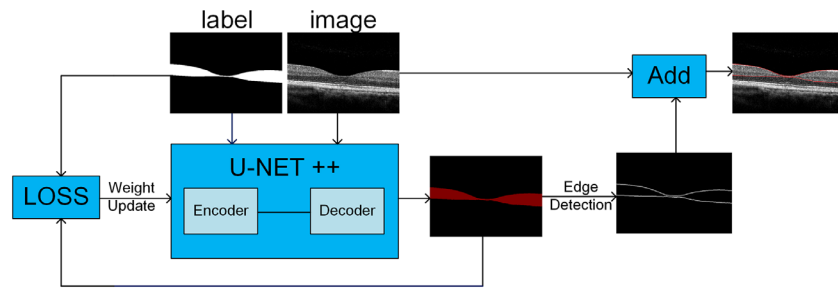 label
image
Add
U-NET ++
LOSS
Weight
Update
Encoder
Decoder
Edge
Detection